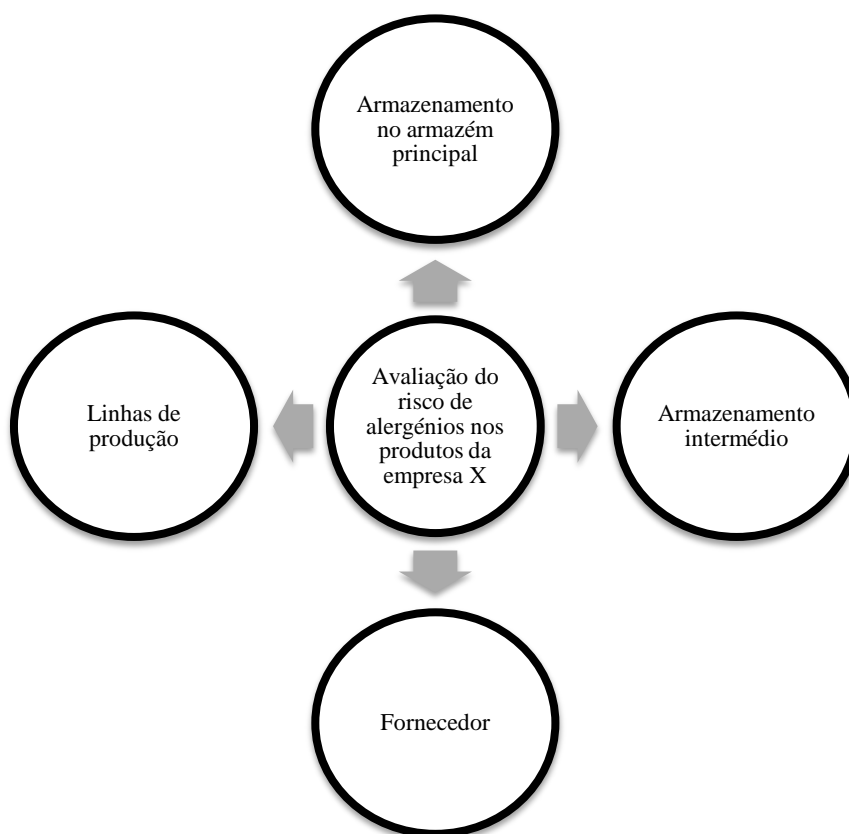 Armazenamento
no armazém
principal
Linhas de
produção
Avaliação do
risco de
alergénios nos
produtos da
empresa X
Armazenamento
intermédio
Fornecedor